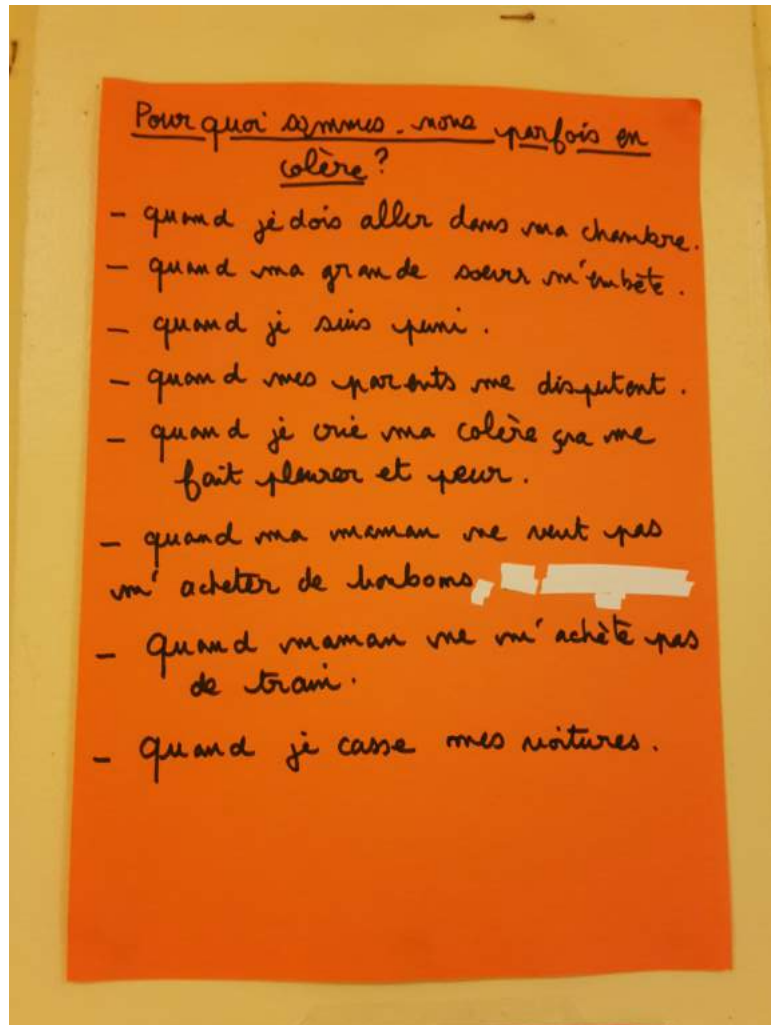 Pourquoi sommes-nous parfois en
colère?
- quand je dois aller dans ma chambre.
- quand ma grande soeur m'embête.
- quand je suis puni.
- quand mes parents me disputent.
- quand je crie ma colère ça me
fait pleurer et peur.
- quand ma maman ne veut pas
m'acheter de bonbons,
- Quand maman ne m'achète pas
de train.
- Quand je casse mes voitures.